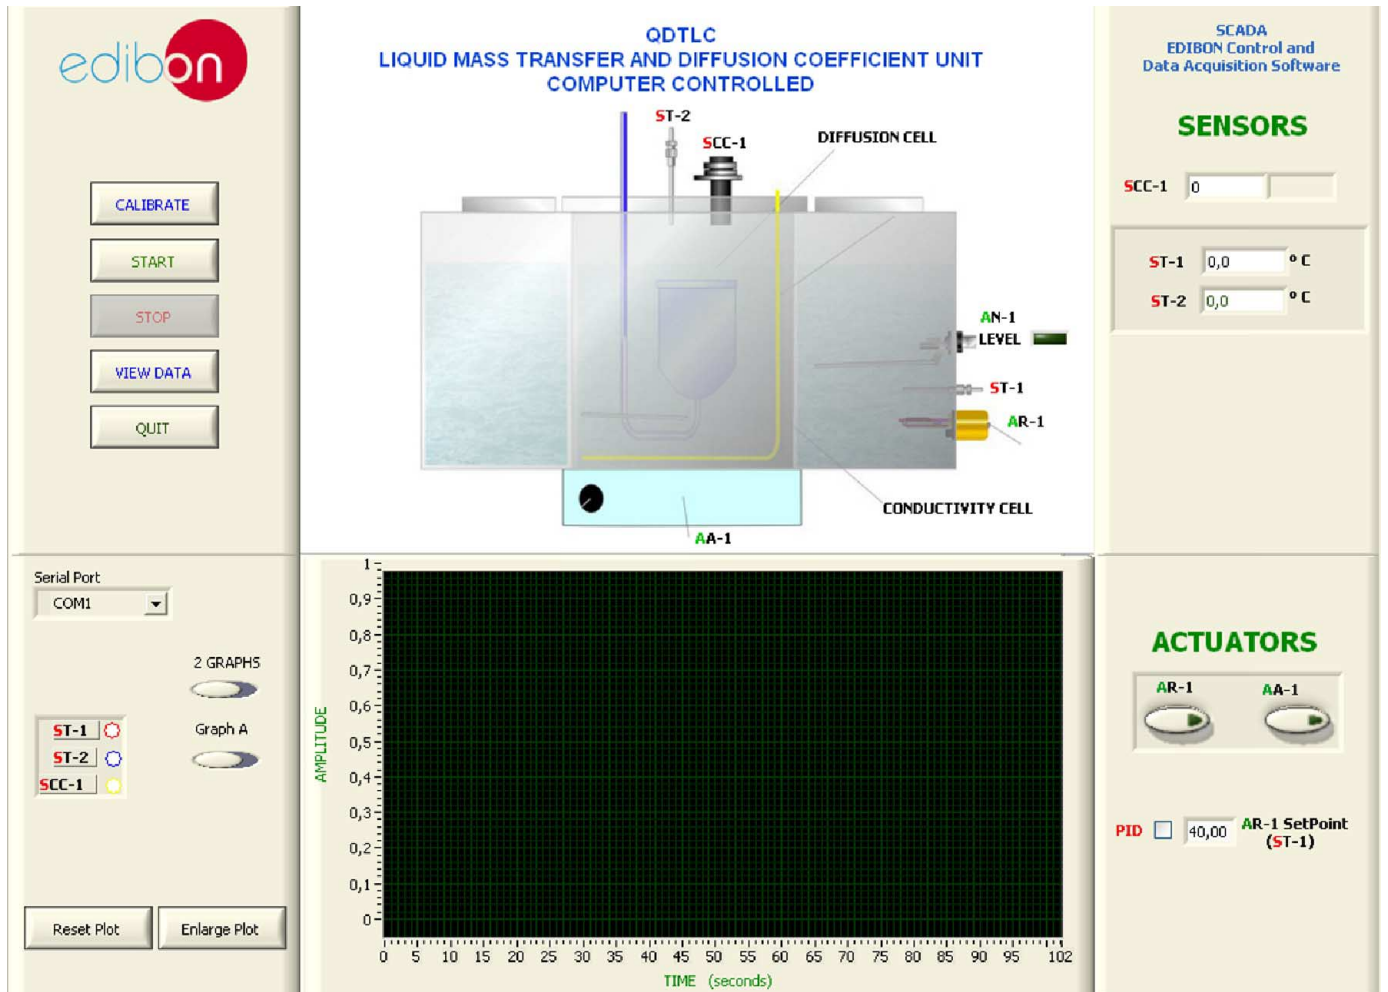 edibon
CALIBRATE
START
STOP
VIEW DATA
QUIT
QDTLC
LIQUID MASS TRANSFER AND DIFFUSION COEFFICIENT UNIT
COMPUTER CONTROLLED
ST-2
SCC-1
DIFFUSION CELL
AN-1
LEVEL
ST-1
AR-1
CONDUCTIVITY CELL
AA-1
SCADA
EDIBON Control and
Data Acquisition Software
SENSORS
SCC-1 0
ST-1 0,0 º C
ST-2 0,0 º C
Serial Port
COM1
2 GRAPHS
Graph A
ST-1
ST-2
SCC-1
Reset Plot Enlarge Plot
1
0,9
0,8
0,7
0,6
0,5
0,4
0,3
0,2
0,1
0
AMPLITUDE
0 5 10 15 20 25 30 35 40 45 50 55 60 65 70 75 80 85 90 95 102
TIME (seconds)
ACTUATORS
AR-1 AA-1
PID 40,00 AR-1 SetPoint
(ST-1)